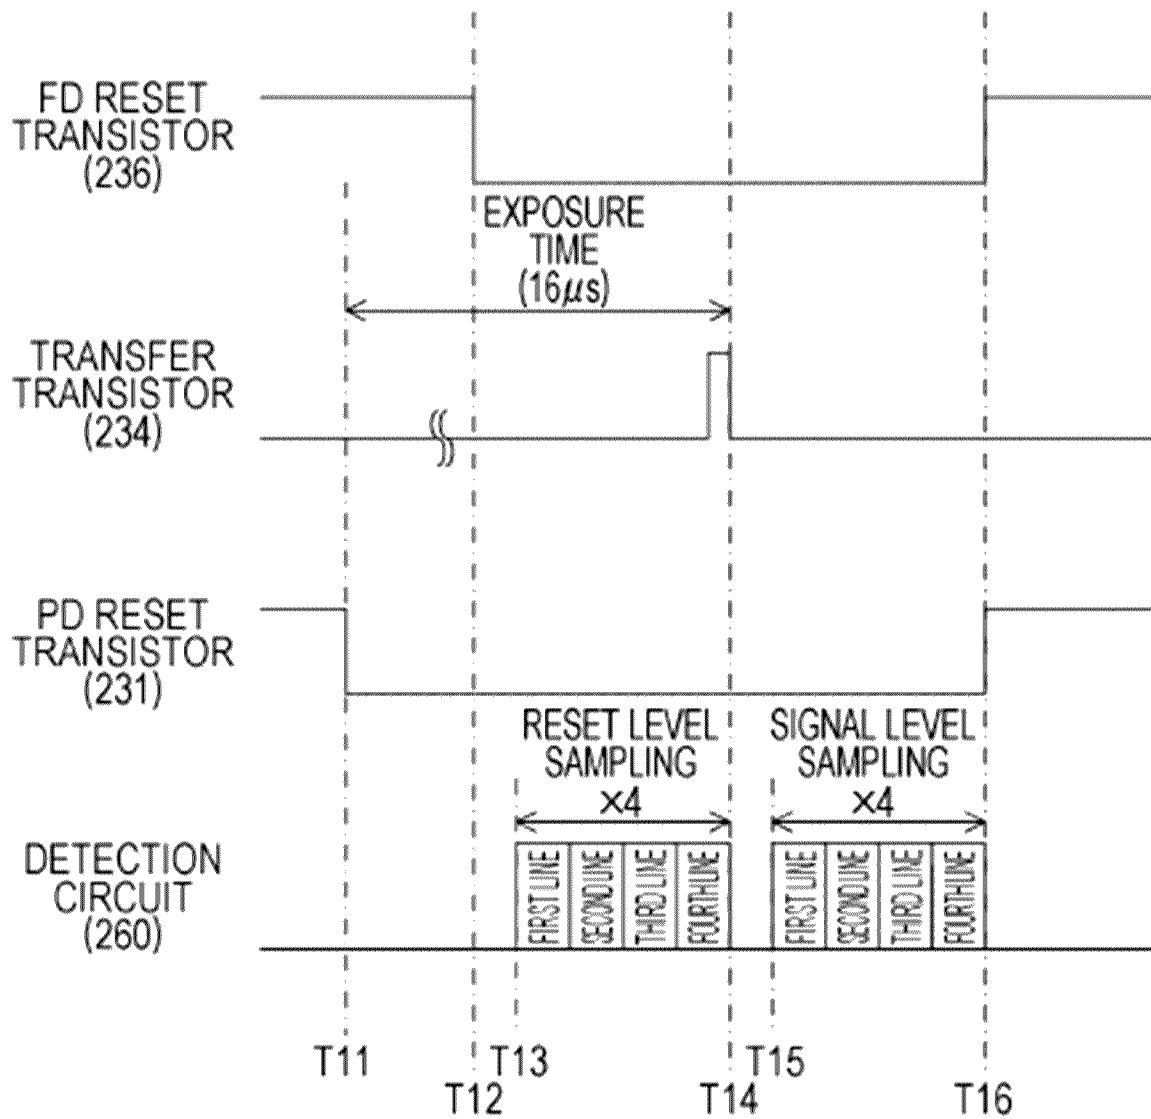 FD RESET
TRANSISTOR
(236)
EXPOSURE
TIME
(16μs)
TRANSFER
TRANSISTOR
(234)
PD RESET
TRANSISTOR
(231)
RESET LEVEL
SAMPLING
×4
SIGNAL LEVEL
SAMPLING
×4
DETECTION
CIRCUIT
(260)
FIRST LINE
SECOND LINE
THIRD LINE
FOURTH LINE
FIRST LINE
SECOND LINE
THIRD LINE
FOURTH LINE
T11
T13
T15
T12
T14
T16